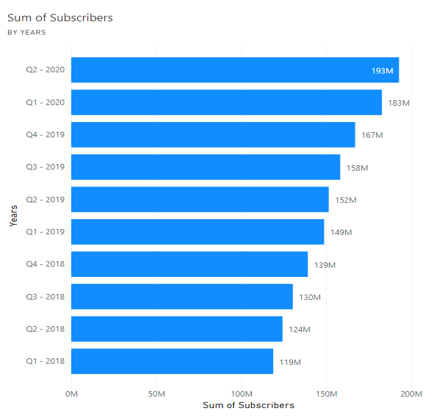 Sum of Subscribers
BY YEARS
Years
Q2 - 2020 193M
Q1 - 2020 183M
Q4 - 2019 167M
Q3 - 2019 158M
Q2 - 2019 152M
Q1 - 2019 149M
Q4 - 2018 139M
Q3 - 2018 130M
Q2 - 2018 124M
Q1 - 2018 119M
0M 50M 100M 150M 200M
Sum of Subscribers